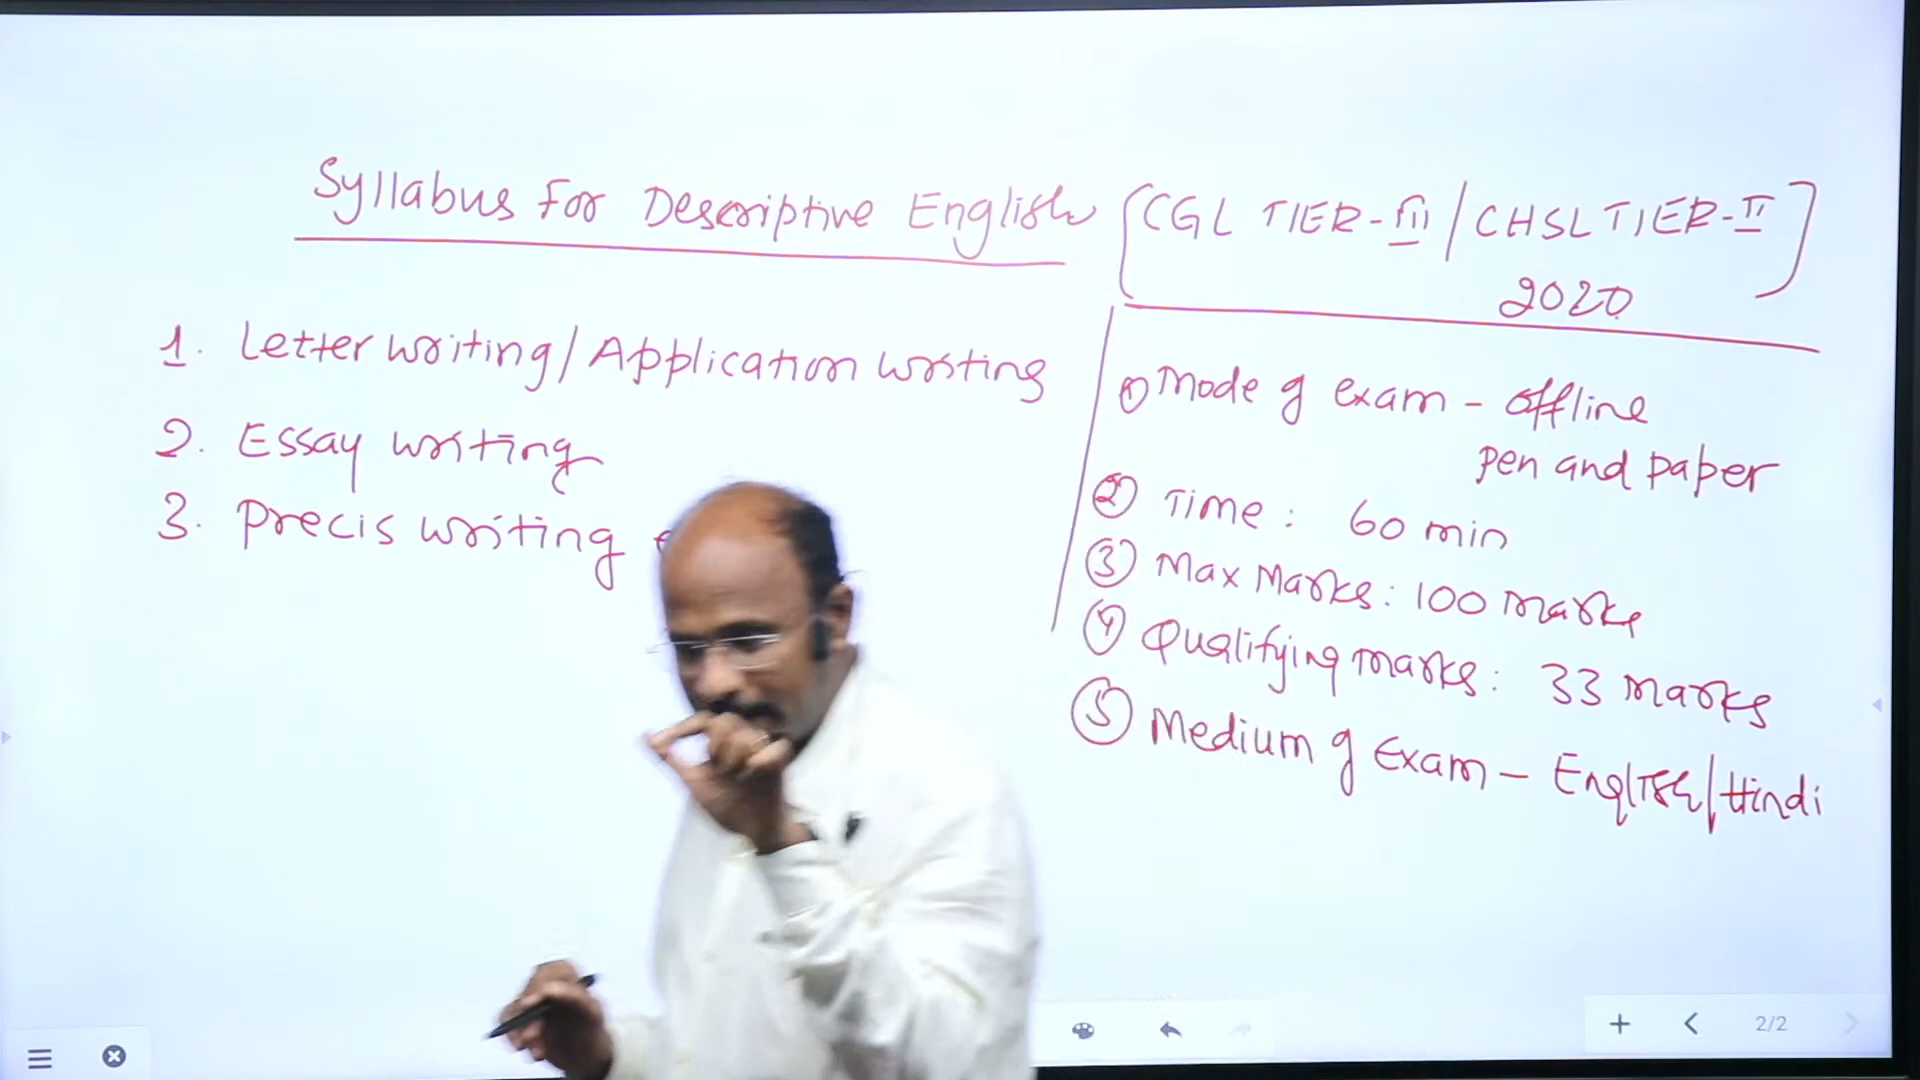 Syllabus For Descriptive English [CGL TIER-III / CHSL TIER-II]
2020
1. Letter writing / Application writing
2. Essay writing
3. Precis writing
① Mode of exam - offline
pen and paper
② Time : 60 min
③ Max Marks : 100 marks
④ Qualifying marks : 33 marks
⑤ Medium of Exam - English / Hindi
2/2